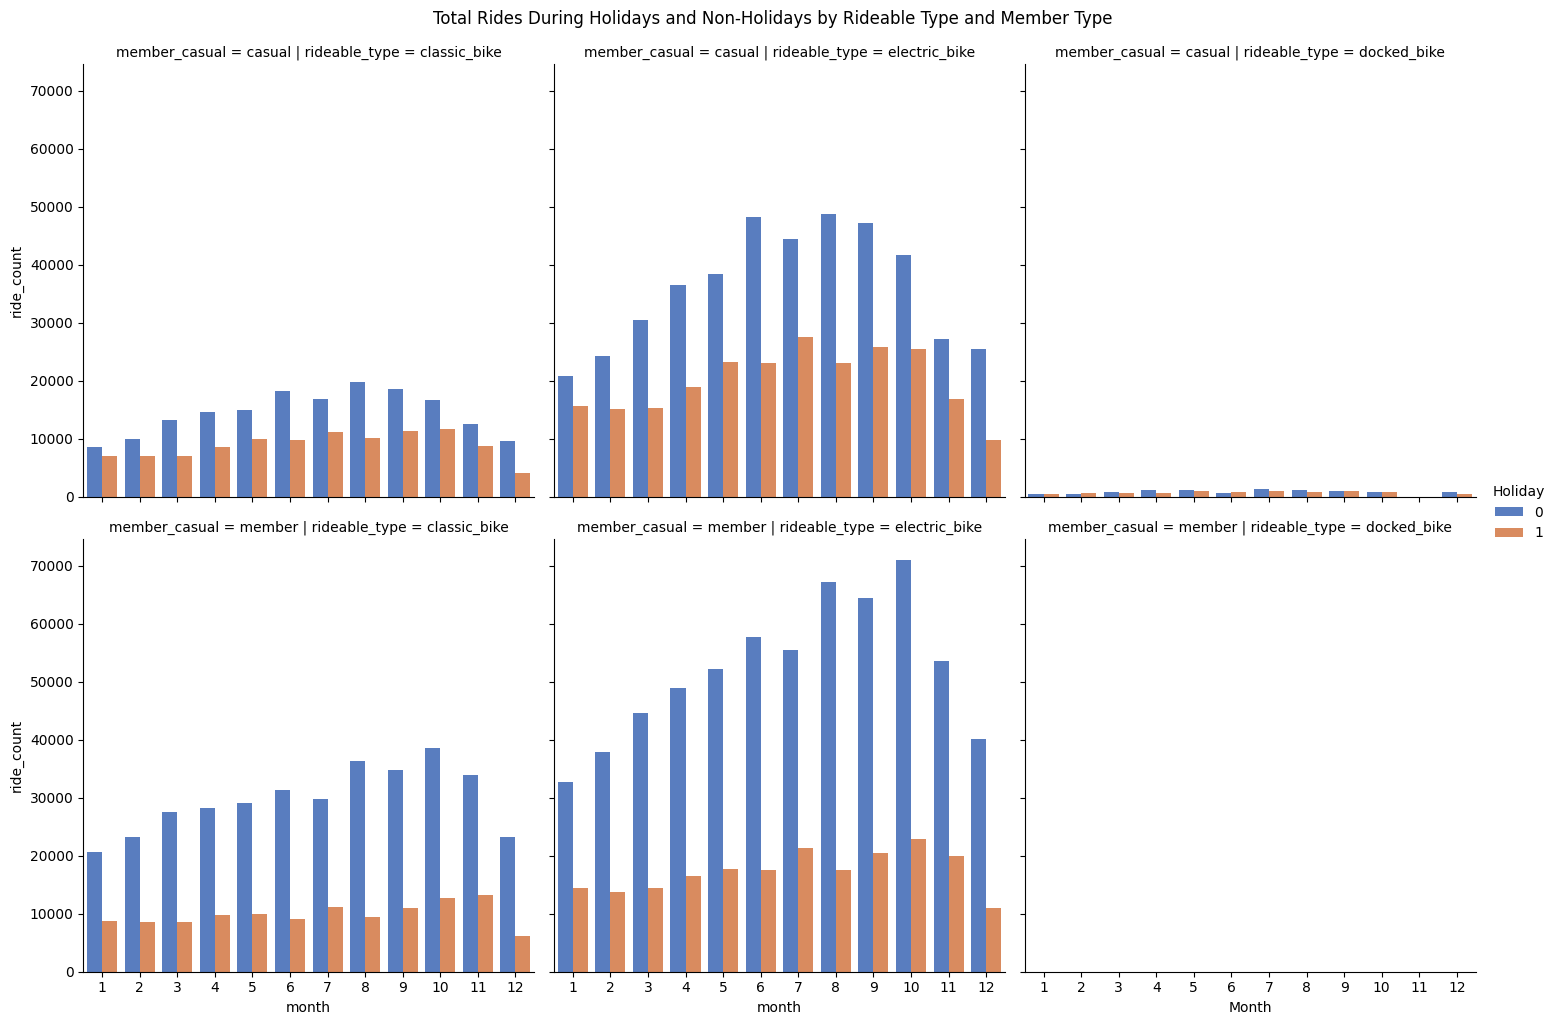 Total Rides During Holidays and Non-Holidays by Rideable Type and Member Type
member_casual = casual | rideable_type = classic_bike
member_casual = casual | rideable_type = electric_bike
member_casual = casual | rideable_type = docked_bike
70000
60000
50000
40000
30000
20000
10000
0
ride_count
Holiday
0
1
member_casual = member | rideable_type = classic_bike
member_casual = member | rideable_type = electric_bike
member_casual = member | rideable_type = docked_bike
70000
60000
50000
40000
30000
20000
10000
0
ride_count
1 2 3 4 5 6 7 8 9 10 11 12
1 2 3 4 5 6 7 8 9 10 11 12
1 2 3 4 5 6 7 8 9 10 11 12
month
month
Month